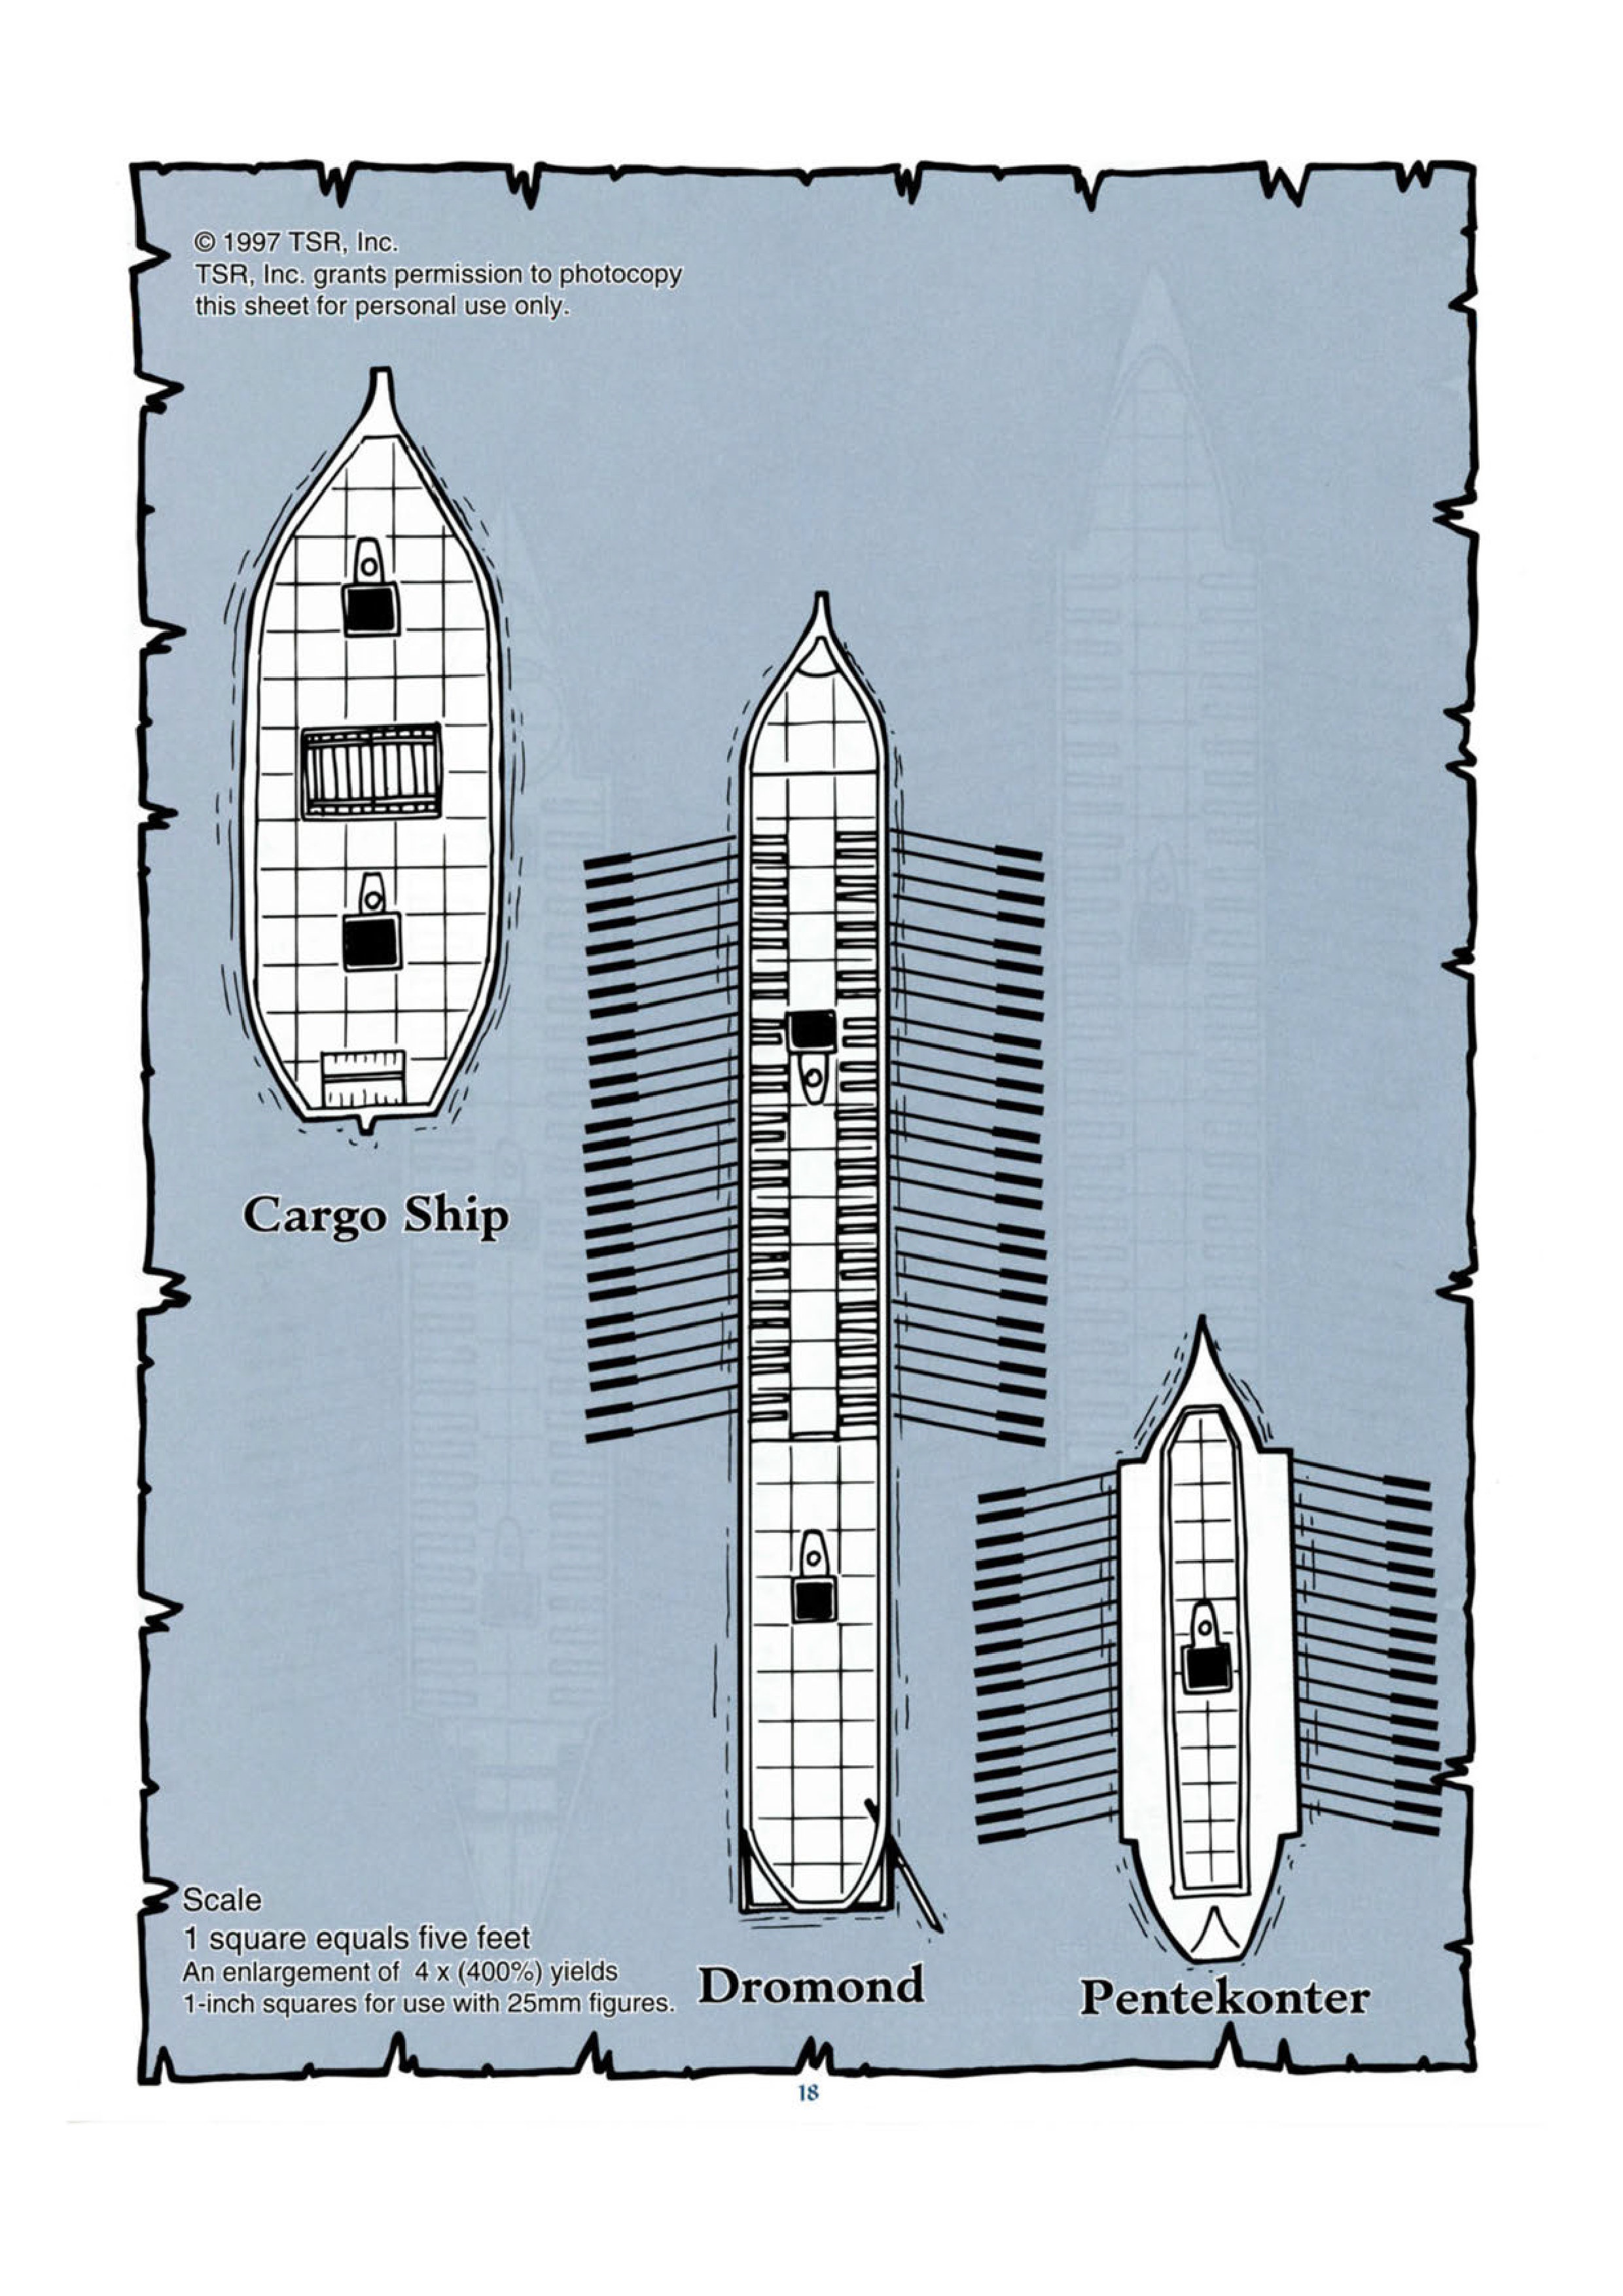 © 1997 TSR, Inc.
TSR, Inc. grants permission to photocopy
this sheet for personal use only.
Cargo Ship
Scale
1 square equals five feet
An enlargement of 4 x (400%) yields
1-inch squares for use with 25mm figures.
Dromond
Pentekonter
18